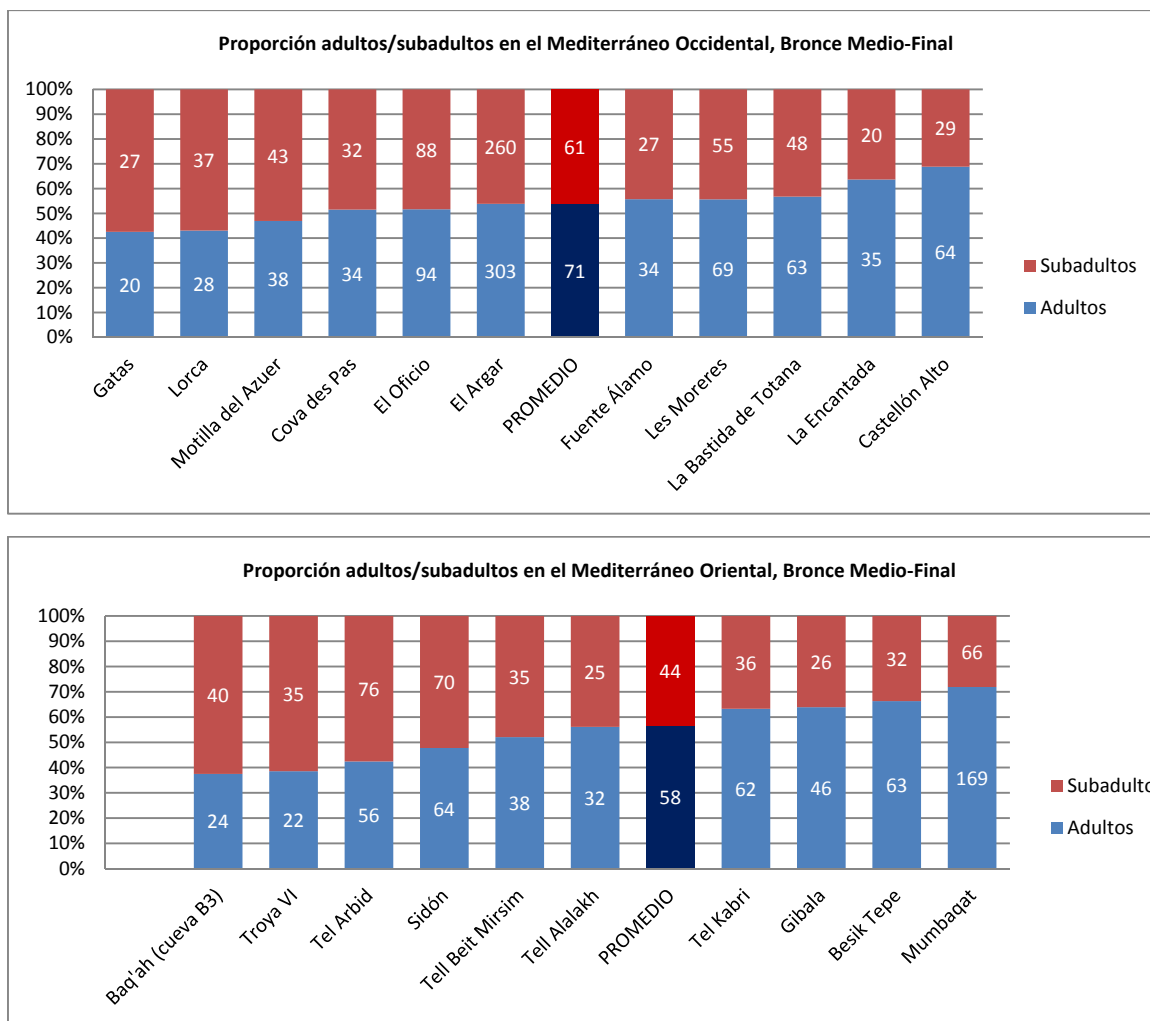 Proporción adultos/subadultos en el Mediterráneo Occidental, Bronce Medio-Final
100%
90%
80%
70%
60%
50%
40%
30%
20%
10%
0%
27 37 43 32 88 260 61 27 55 48 20 29
20 28 38 34 94 303 71 34 69 63 35 64
Gatas
Lorca
Motilla del Azuer
Cova des Pas
El Oficio
El Argar
PROMEDIO
Fuente Álamo
Les Moreres
La Bastida de Totana
La Encantada
Castellón Alto
Subadultos
Adultos
Proporción adultos/subadultos en el Mediterráneo Oriental, Bronce Medio-Final
100%
90%
80%
70%
60%
50%
40%
30%
20%
10%
0%
40 35 76 70 35 25 44 36 26 32 66
24 22 56 64 38 32 58 62 46 63 169
Baq'ah (cueva B3)
Troya VI
Tel Arbid
Sidón
Tell Beit Mirsim
Tell Alalakh
PROMEDIO
Tel Kabri
Gibala
Besik Tepe
Mumbaqat
Subadulto
Adultos